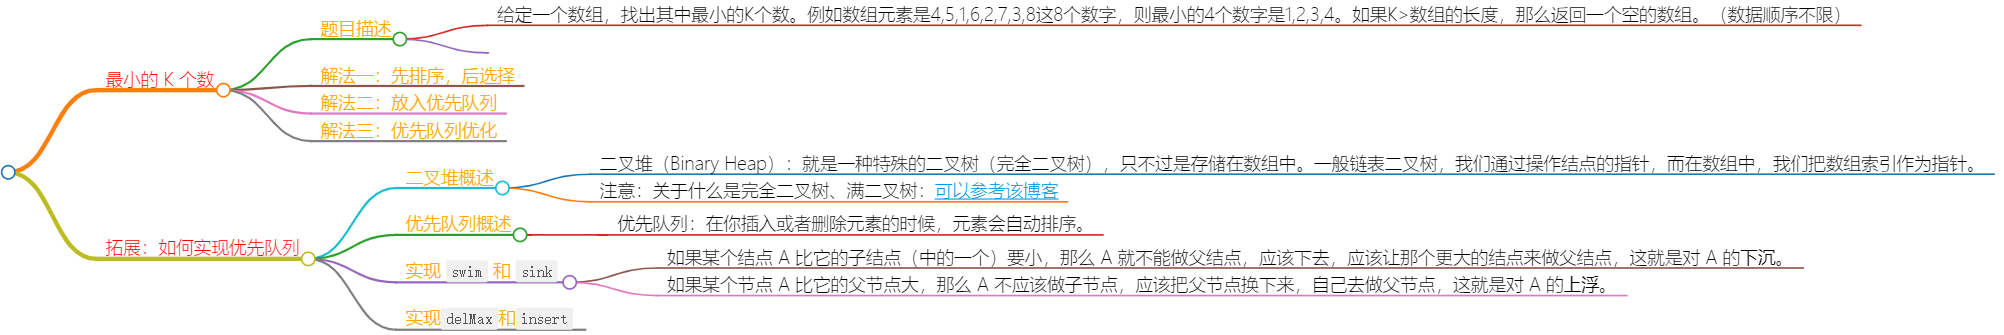 最小的 K 个数
题目描述
给定一个数组，找出其中最小的K个数。例如数组元素是4,5,1,6,2,7,3,8这8个数字，则最小的4个数字是1,2,3,4。如果K>数组的长度，那么返回一个空的数组。（数据顺序不限）
解法一：先排序，后选择
解法二：放入优先队列
解法三：优先队列优化
拓展：如何实现优先队列
二叉堆概述
二叉堆（Binary Heap）：就是一种特殊的二叉树（完全二叉树），只不过是存储在数组中。一般链表二叉树，我们通过操作结点的指针，而在数组中，我们把数组索引作为指针。
注意：关于什么是完全二叉树、满二叉树：可以参考该博客
优先队列概述
优先队列：在你插入或者删除元素的时候，元素会自动排序。
实现 swim 和 sink
如果某个结点 A 比它的子结点（中的一个）要小，那么 A 就不能做父结点，应该下去，应该让那个更大的结点来做父结点，这就是对 A 的下沉。
如果某个节点 A 比它的父节点大，那么 A 不应该做子节点，应该把父节点换下来，自己去做父节点，这就是对 A 的上浮。
实现delMax和insert